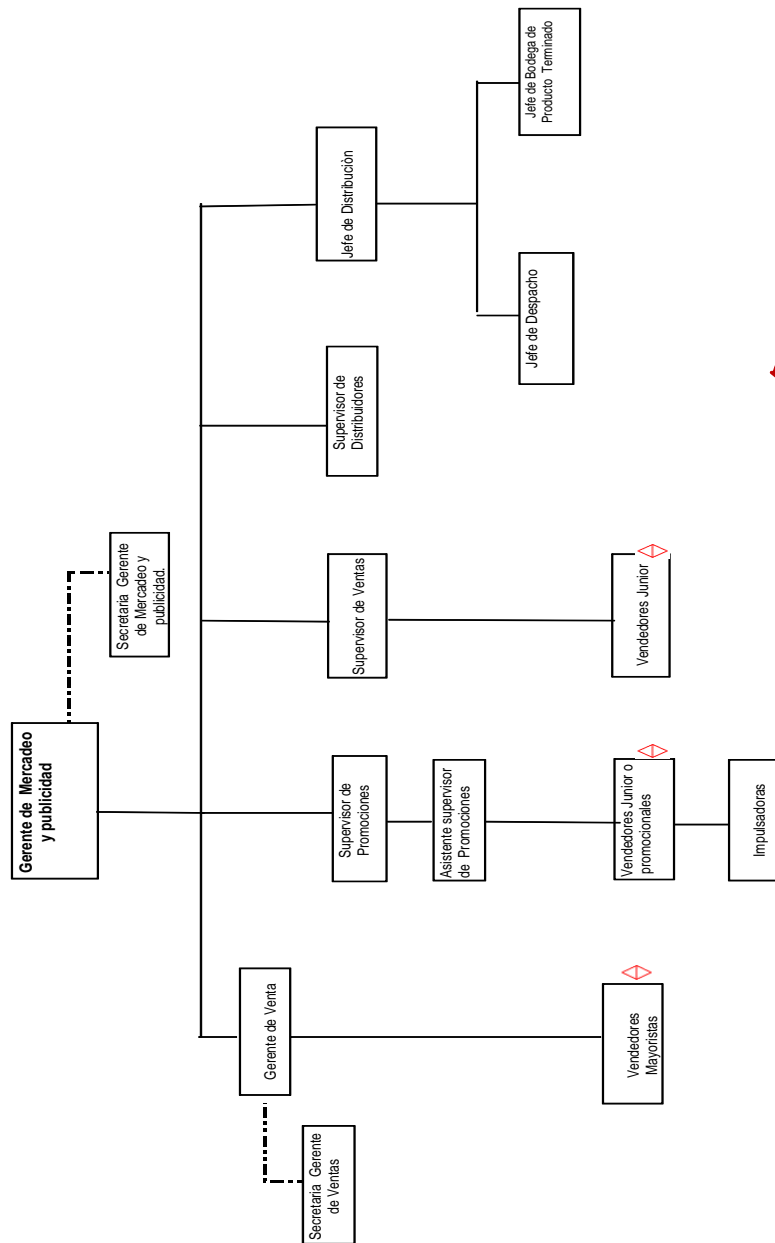 Gerente de Mercadeo
y publicidad
Secretaria Gerente
de Mercadeo y
publicidad.
Gerente de Venta
Secretaria Gerente
de Ventas
Supervisor de
Promociones
Supervisor de Ventas
Supervisor de
Distribuidores
Jefe de Distribuciòn
Asistente supervisor
de Promociones
Jefe de Despacho
Jefe de Bodega de
Producto Terminado
Vendedores
Mayoristas
Vendedores Junior o
promocionales
Vendedores Junior
Impulsadoras